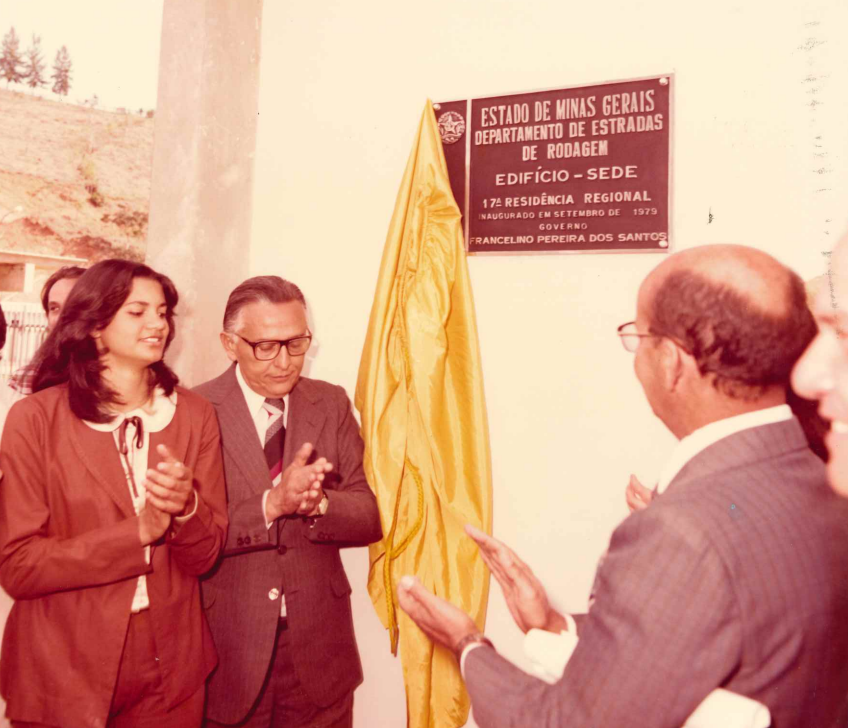 ESTADO DE MINAS GERAIS
DEPARTAMENTO DE ESTRADAS
DE RODAGEM
EDIFÍCIO - SEDE
17ª RESIDÊNCIA REGIONAL
INAUGURADO EM SETEMBRO DE 1979
GOVERNO
FRANCELINO PEREIRA DOS SANTOS